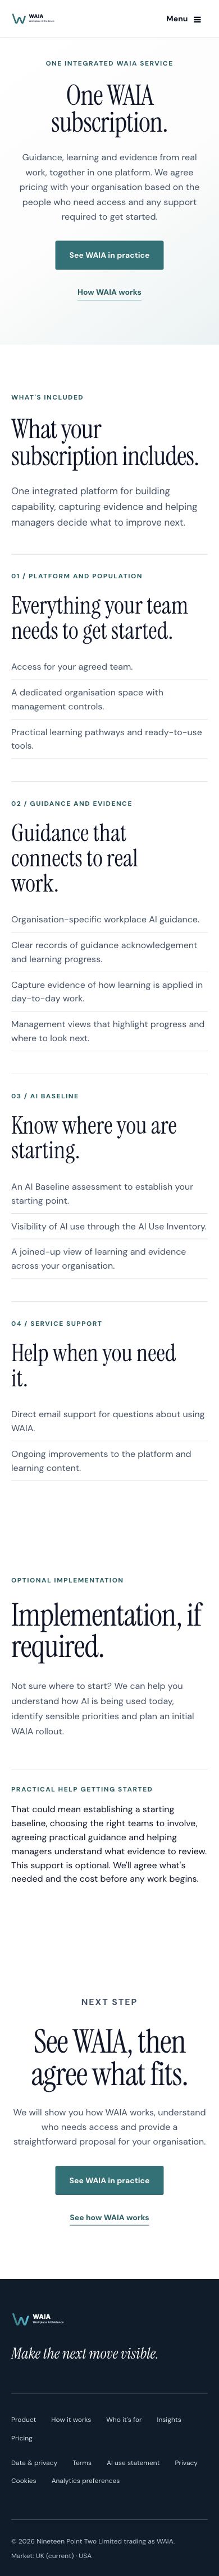 WAIA
Workplace AI Guidance
Menu
ONE INTEGRATED WAIA SERVICE
One WAIA
subscription.
Guidance, learning and evidence from real
work, together in one platform. We agree
pricing with your organisation based on the
people who need access and any support
required to get started.
See WAIA in practice
How WAIA works
WHAT'S INCLUDED
What your
subscription includes.
One integrated platform for building
capability, capturing evidence and helping
managers decide what to improve next.
01 / PLATFORM AND POPULATION
Everything your team
needs to get started.
Access for your agreed team.
A dedicated organisation space with
management controls.
Practical learning pathways and ready-to-use
tools.
02 / GUIDANCE AND EVIDENCE
Guidance that
connects to real
work.
Organisation-specific workplace AI guidance.
Clear records of guidance acknowledgement
and learning progress.
Capture evidence of how learning is applied in
day-to-day work.
Management views that highlight progress and
where to look next.
03 / AI BASELINE
Know where you are
starting.
An AI Baseline assessment to establish your
starting point.
Visibility of AI use through the AI Use Inventory.
A joined-up view of learning and evidence
across your organisation.
04 / SERVICE SUPPORT
Help when you need
it.
Direct email support for questions about using
WAIA.
Ongoing improvements to the platform and
learning content.
OPTIONAL IMPLEMENTATION
Implementation, if
required.
Not sure where to start? We can help you
understand how AI is being used today,
identify sensible priorities and plan an initial
WAIA rollout.
PRACTICAL HELP GETTING STARTED
That could mean establishing a starting
baseline, choosing the right teams to involve,
agreeing practical guidance and helping
managers understand what evidence to review.
This support is optional. We'll agree what's
needed and the cost before any work begins.
NEXT STEP
See WAIA, then
agree what fits.
We will show you how WAIA works, understand
who needs access and provide a
straightforward proposal for your organisation.
See WAIA in practice
See how WAIA works
WAIA
Workplace AI Guidance
Make the next move visible.
Product How it works Who it's for Insights
Pricing
Data & privacy Terms AI use statement Privacy
Cookies Analytics preferences
© 2026 Nineteen Point Two Limited trading as WAIA.
Market: UK (current) · USA